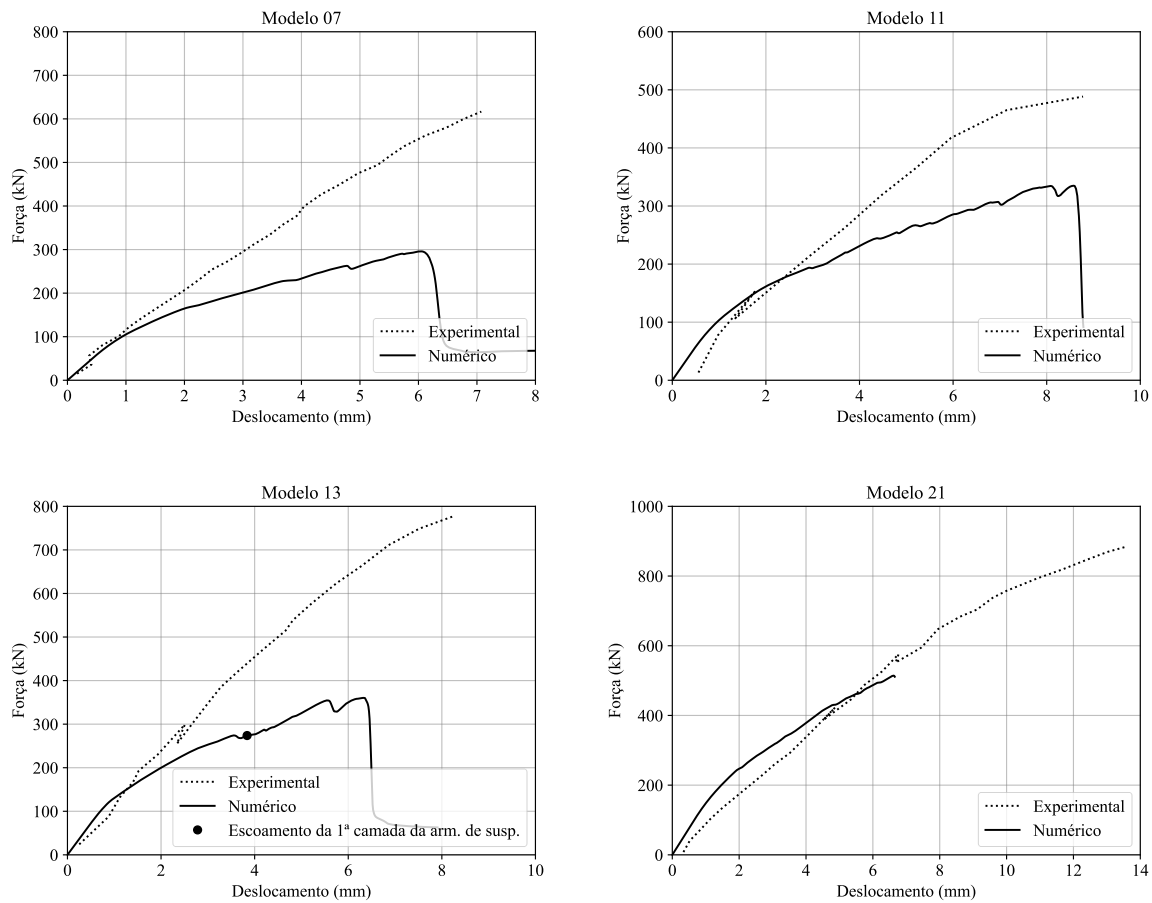 Modelo 07
800
700
600
500
400
300
200
100
0
Força (kN)
0 1 2 3 4 5 6 7 8
Deslocamento (mm)
Experimental
Numérico
Modelo 11
600
500
400
300
200
100
0
Força (kN)
0 2 4 6 8 10
Deslocamento (mm)
Experimental
Numérico
Modelo 13
800
700
600
500
400
300
200
100
0
Força (kN)
0 2 4 6 8 10
Deslocamento (mm)
Experimental
Numérico
Escoamento da 1ª camada da arm. de susp.
Modelo 21
1000
800
600
400
200
0
Força (kN)
0 2 4 6 8 10 12 14
Deslocamento (mm)
Experimental
Numérico